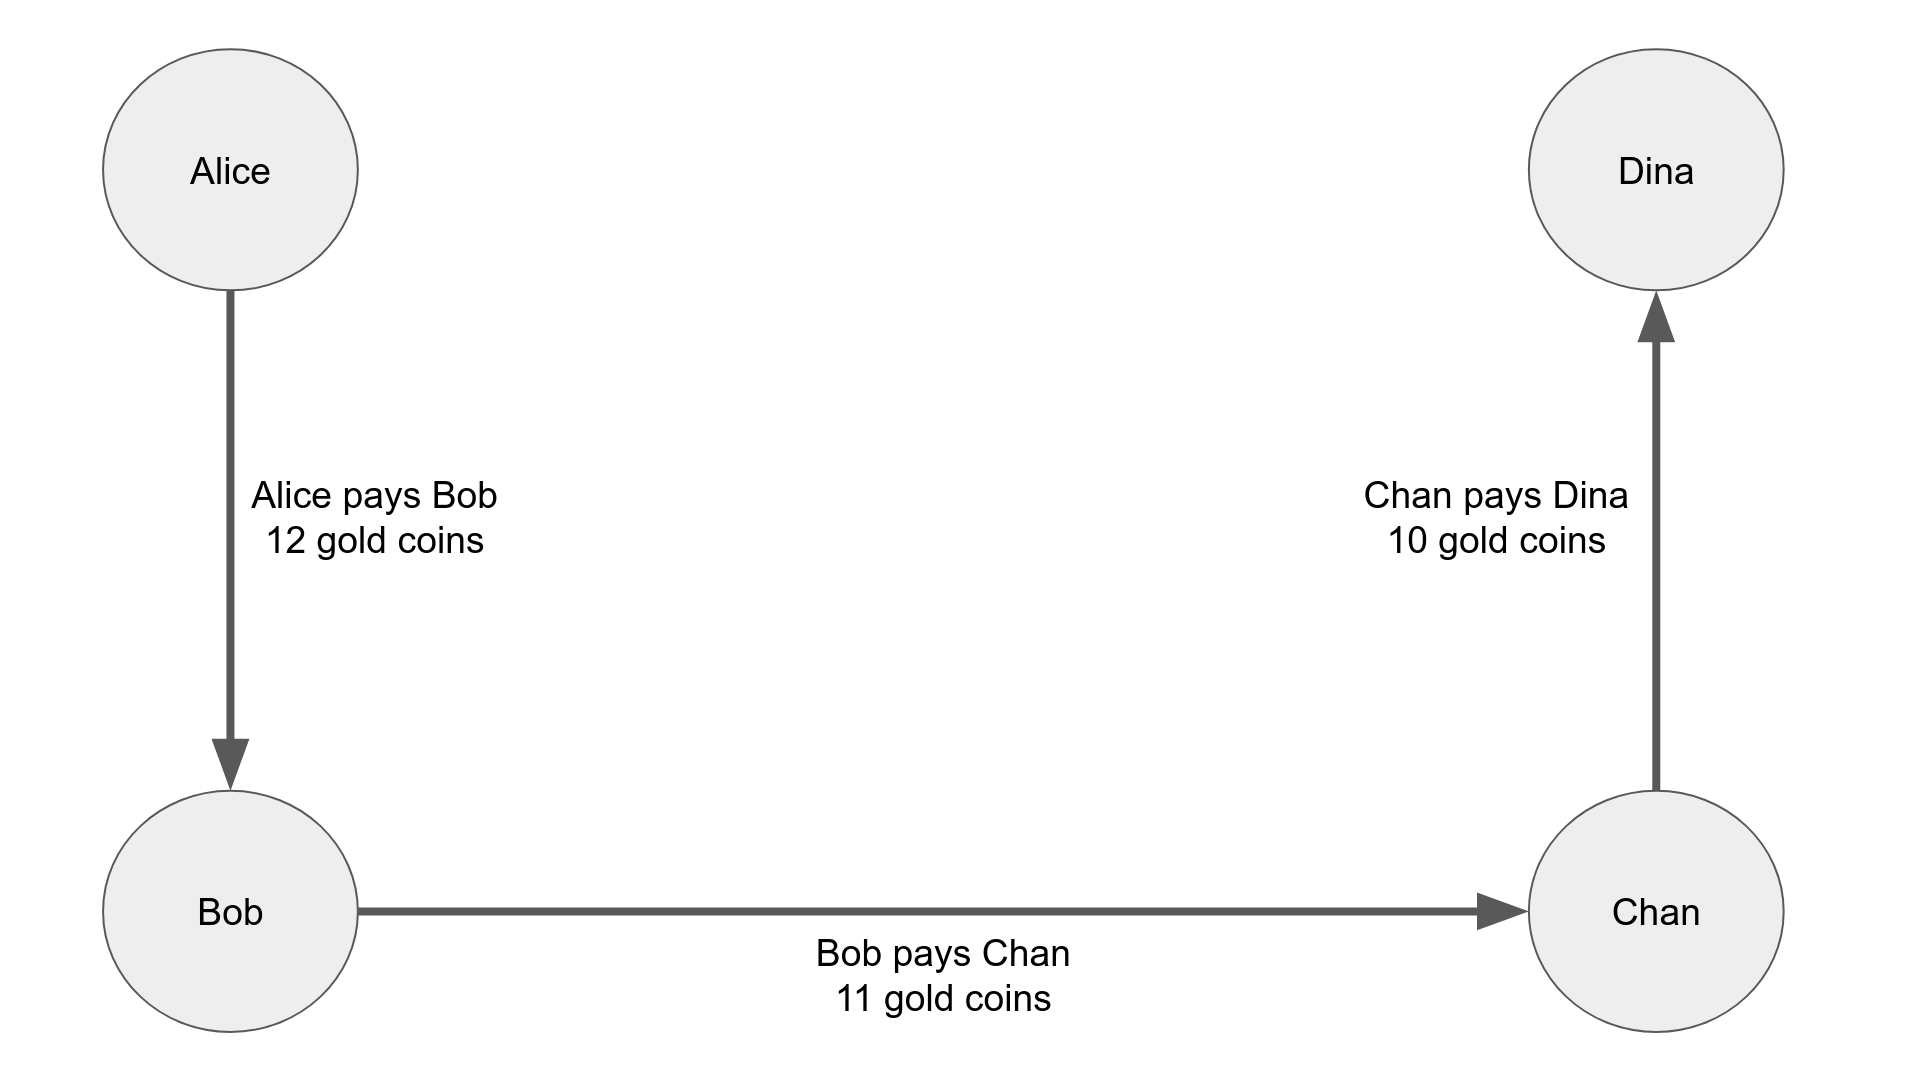 Alice
Dina
Alice pays Bob
12 gold coins
Chan pays Dina
10 gold coins
Bob
Chan
Bob pays Chan
11 gold coins